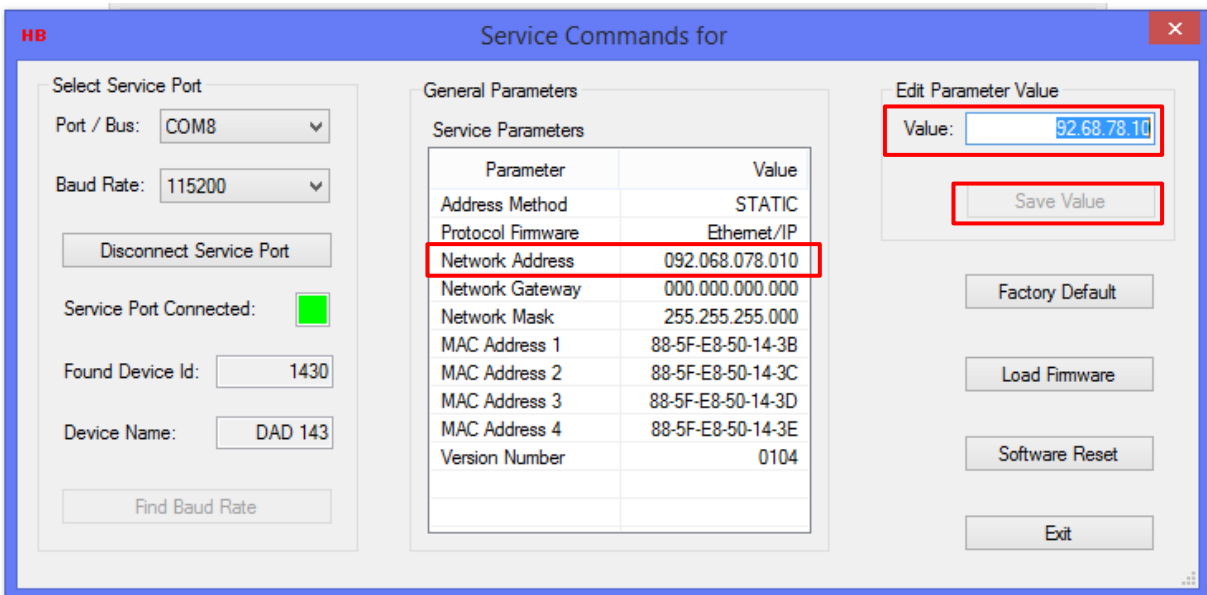 HB
Service Commands for
Select Service Port
Port / Bus: COM8
Baud Rate: 115200
Disconnect Service Port
Service Port Connected:
Found Device Id: 1430
Device Name: DAD 143
Find Baud Rate
General Parameters
Service Parameters
Parameter Value
Address Method STATIC
Protocol Firmware Ethernet/IP
Network Address 092.068.078.010
Network Gateway 000.000.000.000
Network Mask 255.255.255.000
MAC Address 1 88-5F-E8-50-14-3B
MAC Address 2 88-5F-E8-50-14-3C
MAC Address 3 88-5F-E8-50-14-3D
MAC Address 4 88-5F-E8-50-14-3E
Version Number 0104
Edit Parameter Value
Value: 92.68.78.10
Save Value
Factory Default
Load Firmware
Software Reset
Exit